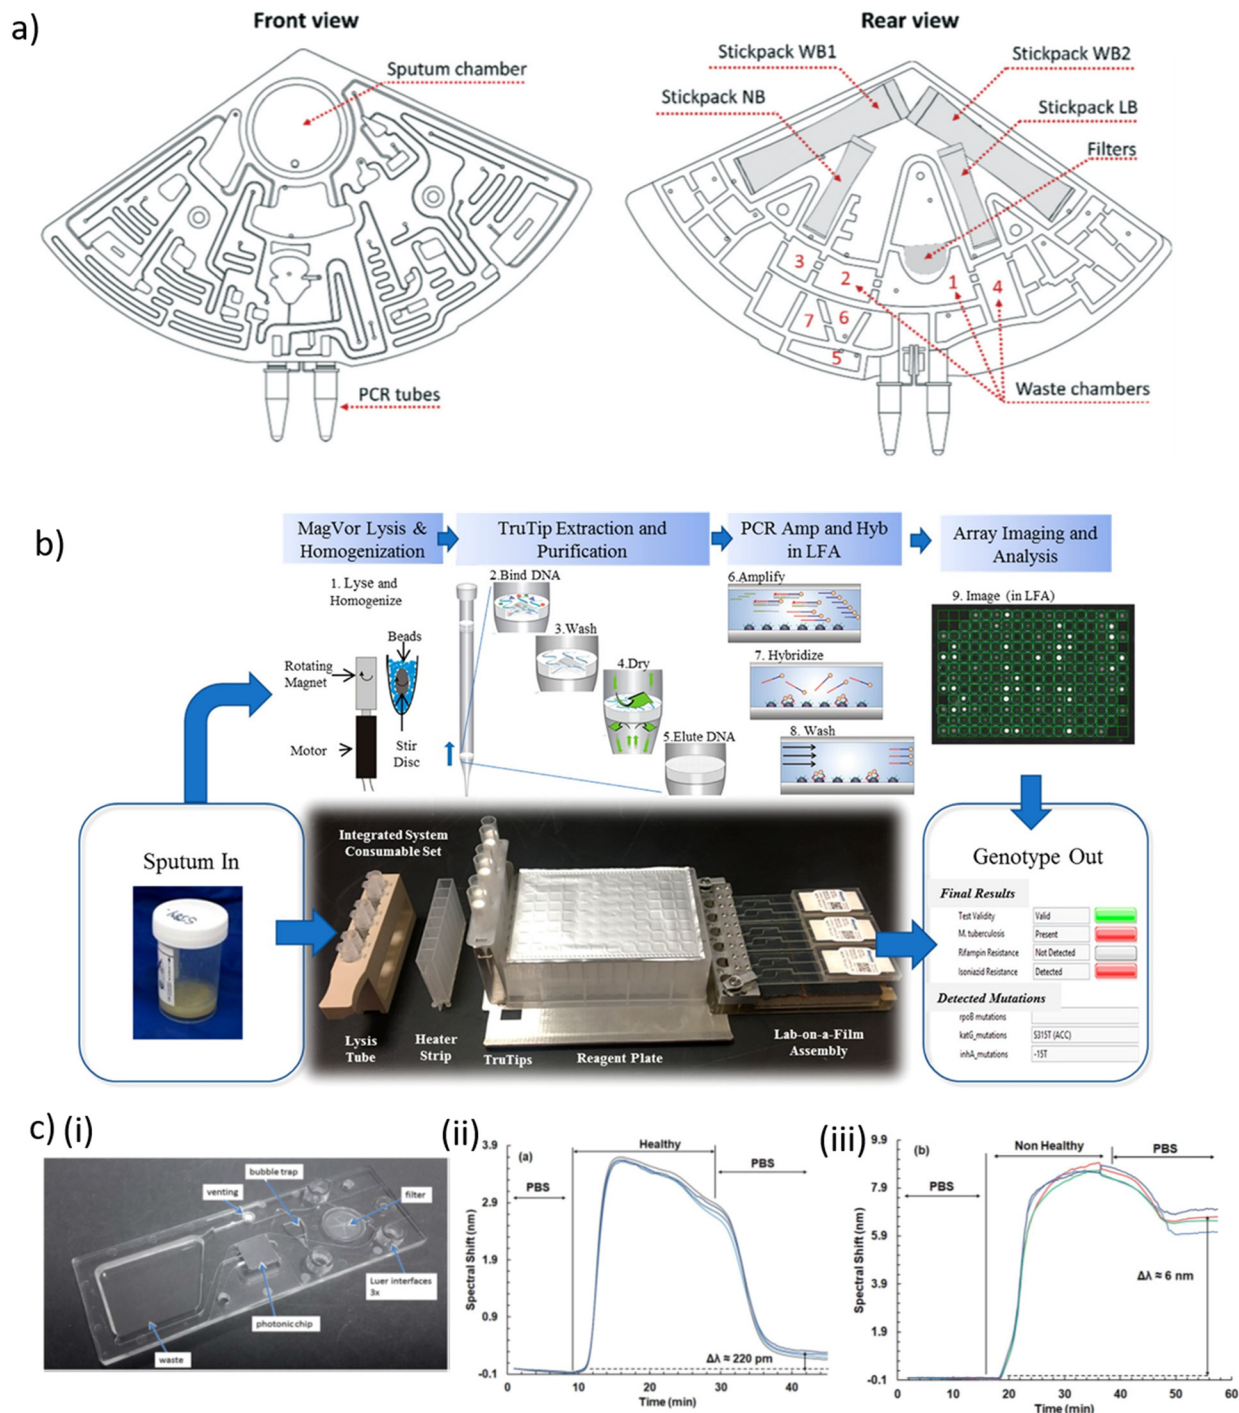 a)
Front view
Sputum chamber
PCR tubes
Rear view
Stickpack WB1
Stickpack WB2
Stickpack NB
Stickpack LB
Filters
3
2
1
4
7
6
5
Waste chambers
b)
MagVor Lysis &
Homogenization
TruTip Extraction and
Purification
PCR Amp and Hyb
in LFA
Array Imaging and
Analysis
1. Lyse and
Homogenize
Beads
Rotating
Magnet
Motor
Stir
Disc
2.Bind DNA
3.Wash
4.Dry
5.Elute DNA
6.Amplify
7. Hybridize
8. Wash
9. Image (in LFA)
Sputum In
Integrated System
Consumable Set
Lysis
Tube
Heater
Strip
TruTips
Reagent Plate
Lab-on-a-Film
Assembly
Genotype Out
Final Results
Test Validity Valid
M. tuberculosis Present
Rifampin Resistance Not Detected
Isoniazid Resistance Detected
Detected Mutations
rpoB mutations
katG_mutations S315T (ACC)
inhA_mutations -15T
c) (i)
bubble trap
venting
filter
Luer interfaces
3x
photonic chip
waste
(ii)
(a)
Healthy
PBS
PBS
Spectral Shift (nm)
3.9
2.9
1.9
0.9
-0.1
Δλ ≈ 220 pm
0 10 20 30 40
Time (min)
(iii)
(b)
Non Healthy
PBS
PBS
Spectral Shift (nm)
9.9
7.9
5.9
3.9
1.9
-0.1
Δλ ≈ 6 nm
0 10 20 30 40 50 60
Time (min)